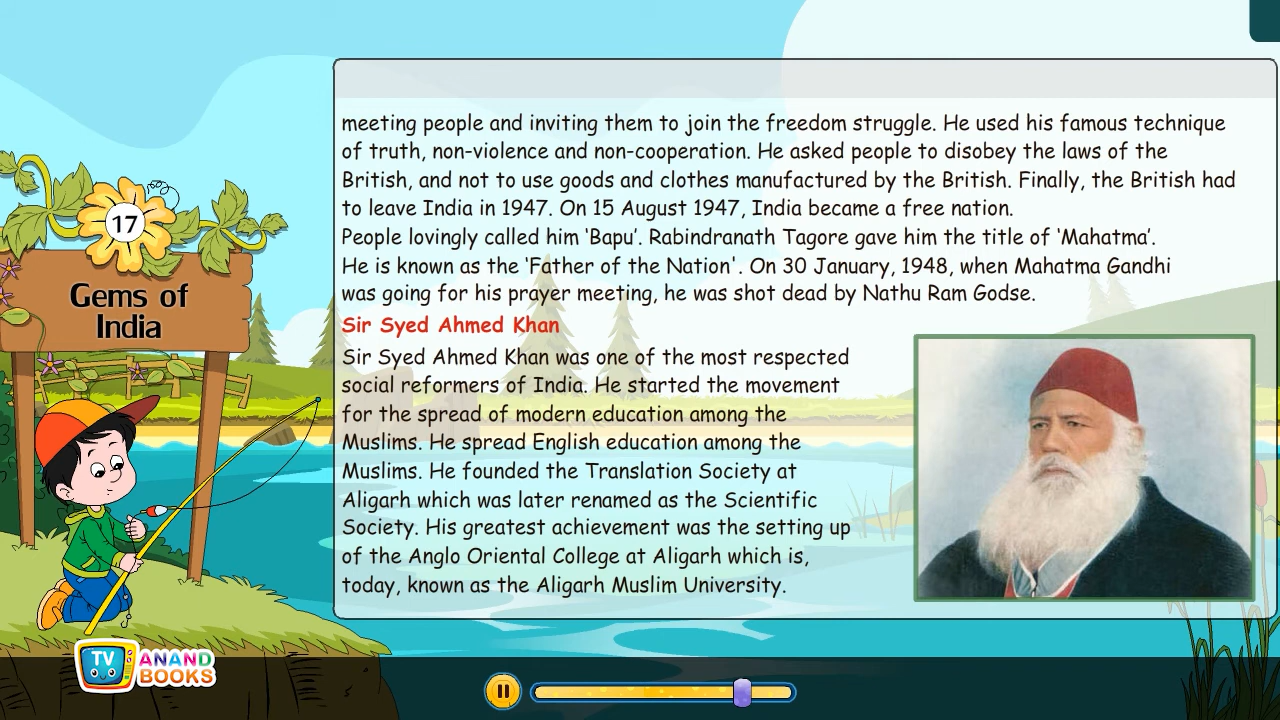 meeting people and inviting them to join the freedom struggle. He used his famous technique
of truth, non-violence and non-cooperation. He asked people to disobey the laws of the
British, and not to use goods and clothes manufactured by the British. Finally, the British had
to leave India in 1947. On 15 August 1947, India became a free nation.
People lovingly called him ‘Bapu’. Rabindranath Tagore gave him the title of ‘Mahatma’.
He is known as the ‘Father of the Nation'. On 30 January, 1948, when Mahatma Gandhi
was going for his prayer meeting, he was shot dead by Nathu Ram Godse.
Sir Syed Ahmed Khan
Sir Syed Ahmed Khan was one of the most respected
social reformers of India. He started the movement
for the spread of modern education among the
Muslims. He spread English education among the
Muslims. He founded the Translation Society at
Aligarh which was later renamed as the Scientific
Society. His greatest achievement was the setting up
of the Anglo Oriental College at Aligarh which is,
today, known as the Aligarh Muslim University.
17
Gems of
India
TV
ANAND
BOOKS